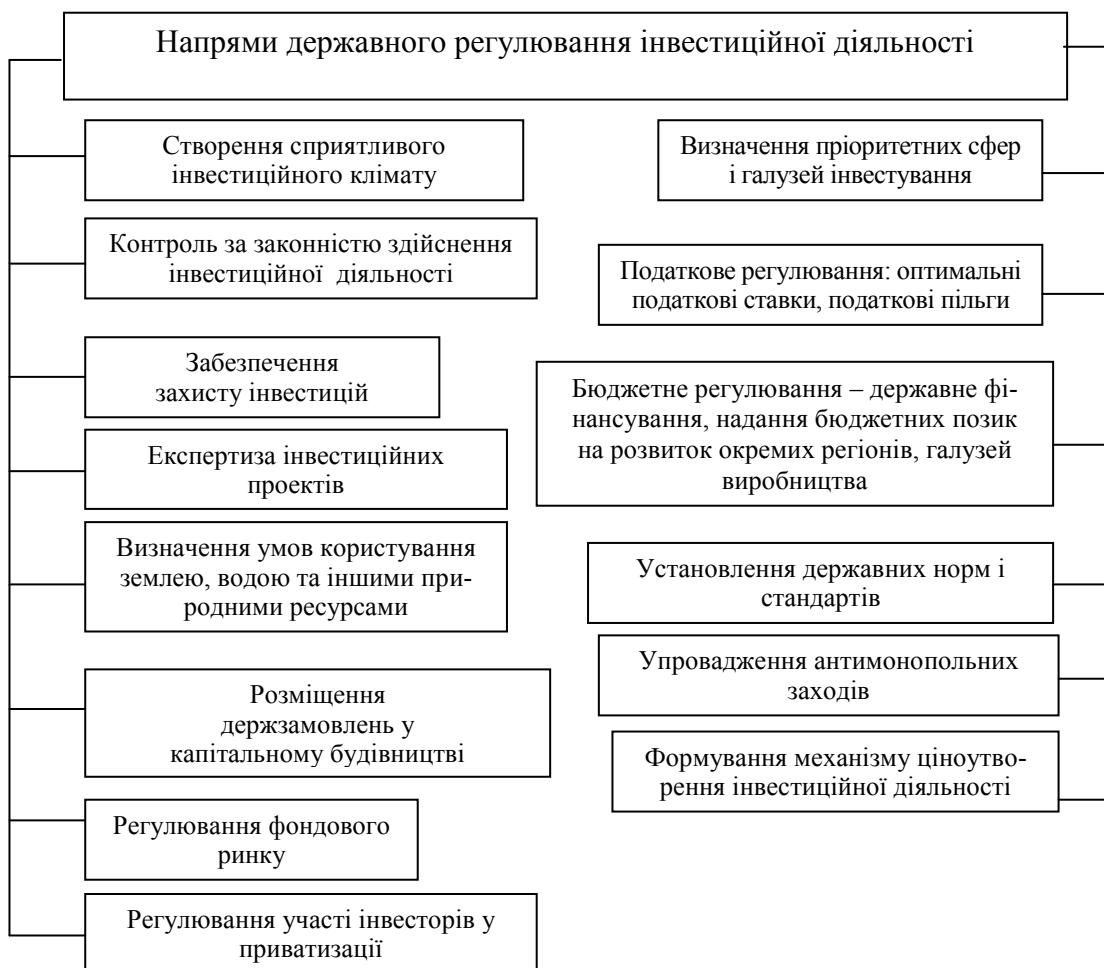 Напрями державного регулювання інвестиційної діяльності
Створення сприятливого
інвестиційного клімату
Контроль за законністю здійснення
інвестиційної діяльності
Забезпечення
захисту інвестицій
Експертиза інвестиційних
проектів
Визначення умов користування
землею, водою та іншими при-
родними ресурсами
Розміщення
держзамовлень у
капітальному будівництві
Регулювання фондового
ринку
Регулювання участі інвесторів у
приватизації
Визначення пріоритетних сфер
і галузей інвестування
Податкове регулювання: оптимальні
податкові ставки, податкові пільги
Бюджетне регулювання – державне фі-
нансування, надання бюджетних позик
на розвиток окремих регіонів, галузей
виробництва
Установлення державних норм і
стандартів
Упровадження антимонопольних
заходів
Формування механізму ціноутво-
рення інвестиційної діяльності